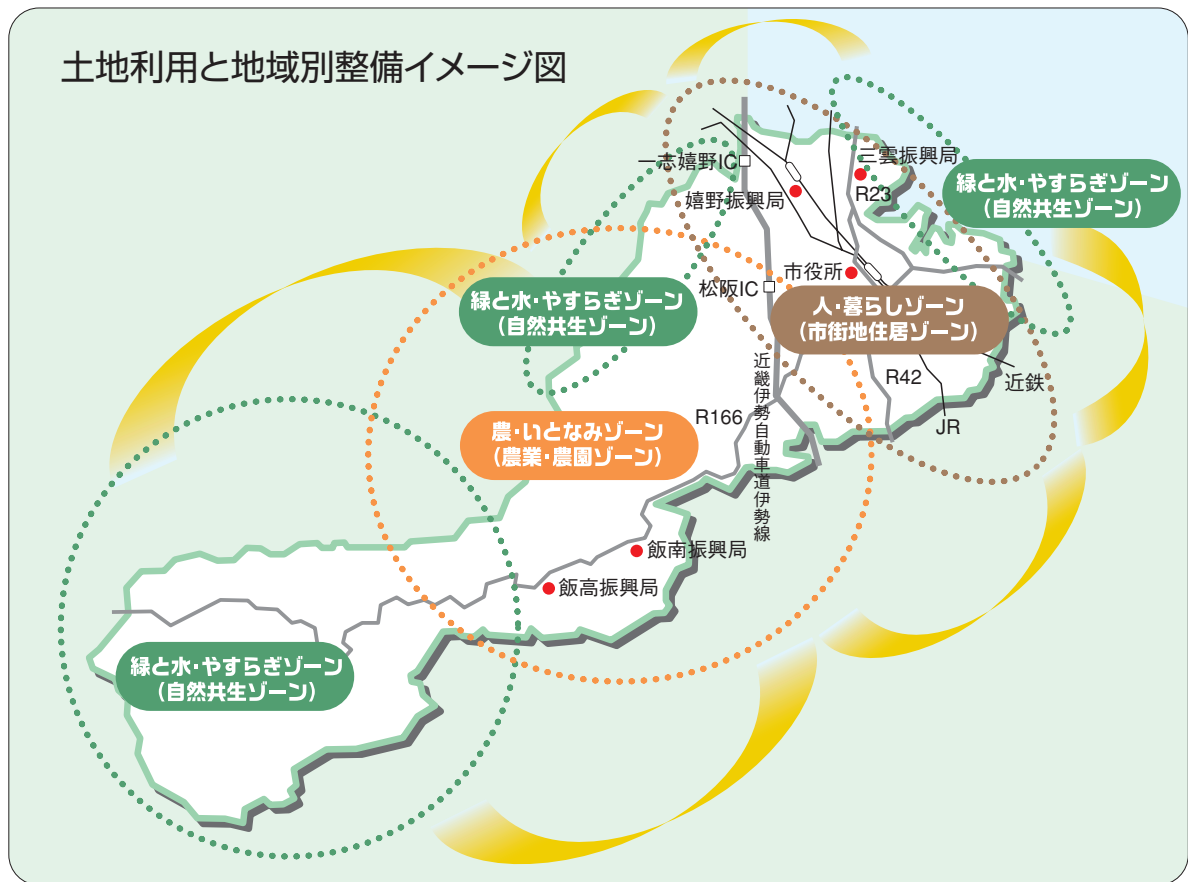 土地利用と地域別整備イメージ図
一志嬉野IC
三雲振興局
嬉野振興局
R23
緑と水・やすらぎゾーン
(自然共生ゾーン)
市役所
松阪IC
緑と水・やすらぎゾーン
(自然共生ゾーン)
人・暮らしゾーン
(市街地住居ゾーン)
近畿伊勢自動車道伊勢線
R42
近鉄
JR
R166
農・いとなみゾーン
(農業・農園ゾーン)
飯南振興局
飯高振興局
緑と水・やすらぎゾーン
(自然共生ゾーン)